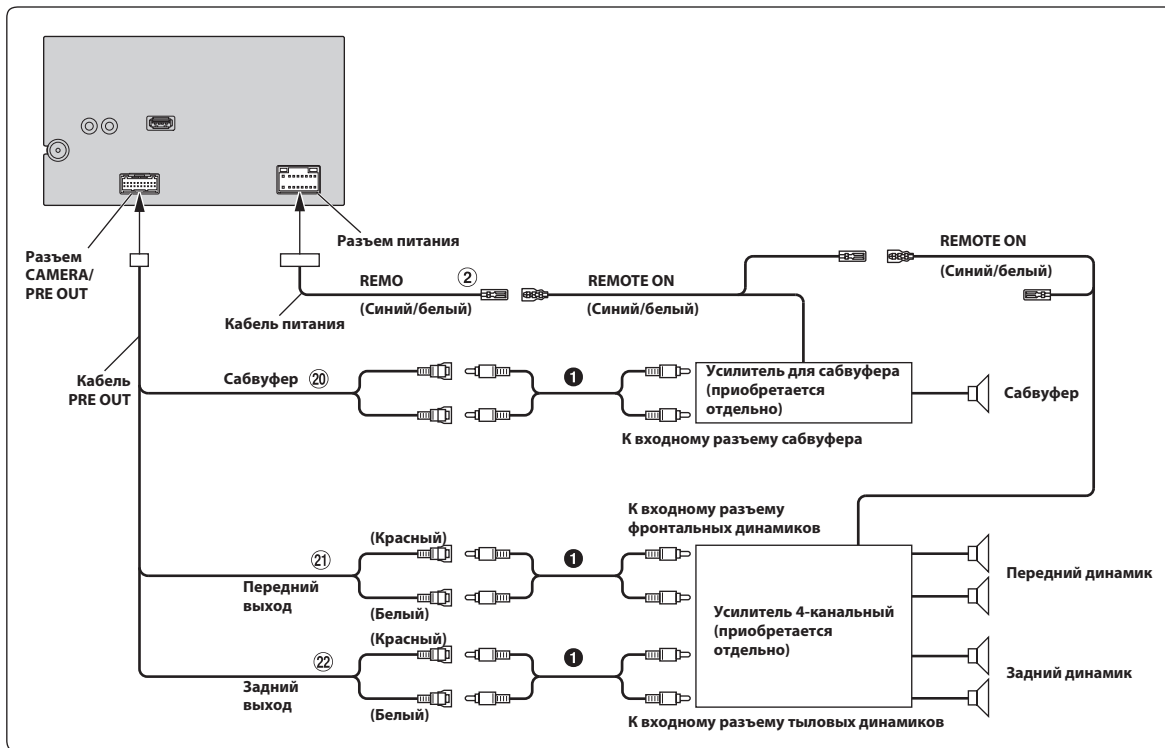 Разъем
CAMERA/
PRE OUT
Разъем питания
REMO
②
(Синий/белый)
REMOTE ON
(Синий/белый)
REMOTE ON
(Синий/белый)
Кабель питания
Кабель
PRE OUT
Сабвуфер
⑳
❶
Усилитель для сабвуфера
(приобретается
отдельно)
Сабвуфер
К входному разъему сабвуфера
К входному разъему
фронтальных динамиков
(Красный)
㉑
Передний
выход
(Белый)
❶
Передний динамик
Усилитель 4-канальный
(приобретается
отдельно)
(Красный)
㉒
Задний
выход
(Белый)
❶
Задний динамик
К входному разъему тыловых динамиков